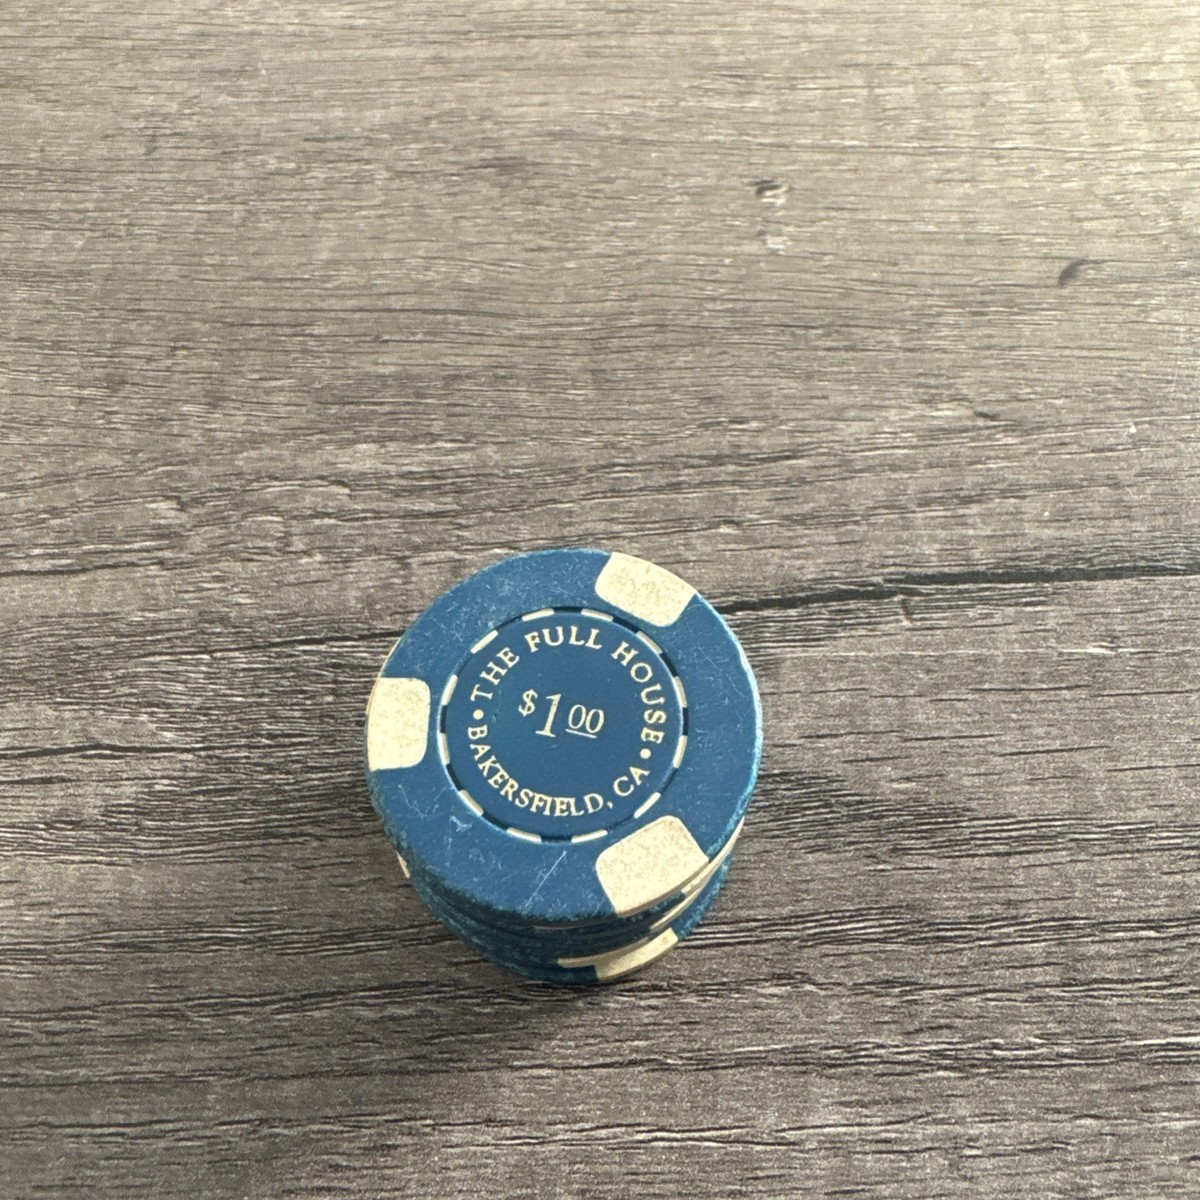 THE FULL HOUSE
$1.00
BAKERSFIELD, CA